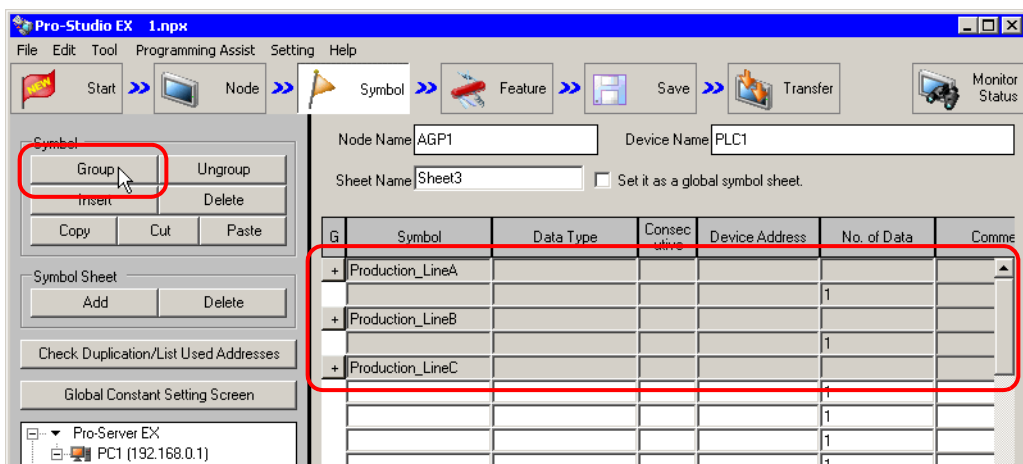 Pro-Studio EX 1.npx
File Edit Tool Programming Assist Setting Help
NEW Start Node Symbol Feature Save Transfer Monitor Status
Symbol
Group Ungroup
Insert Delete
Copy Cut Paste
Symbol Sheet
Add Delete
Check Duplication/List Used Addresses
Global Constant Setting Screen
Pro-Server EX
PC1 (192.168.0.1)
Node Name AGP1 Device Name PLC1
Sheet Name Sheet3 Set it as a global symbol sheet.
G Symbol Data Type Consecutive Device Address No. of Data Comme
+ Production_LineA
1
+ Production_LineB
1
+ Production_LineC
1
1
1
1